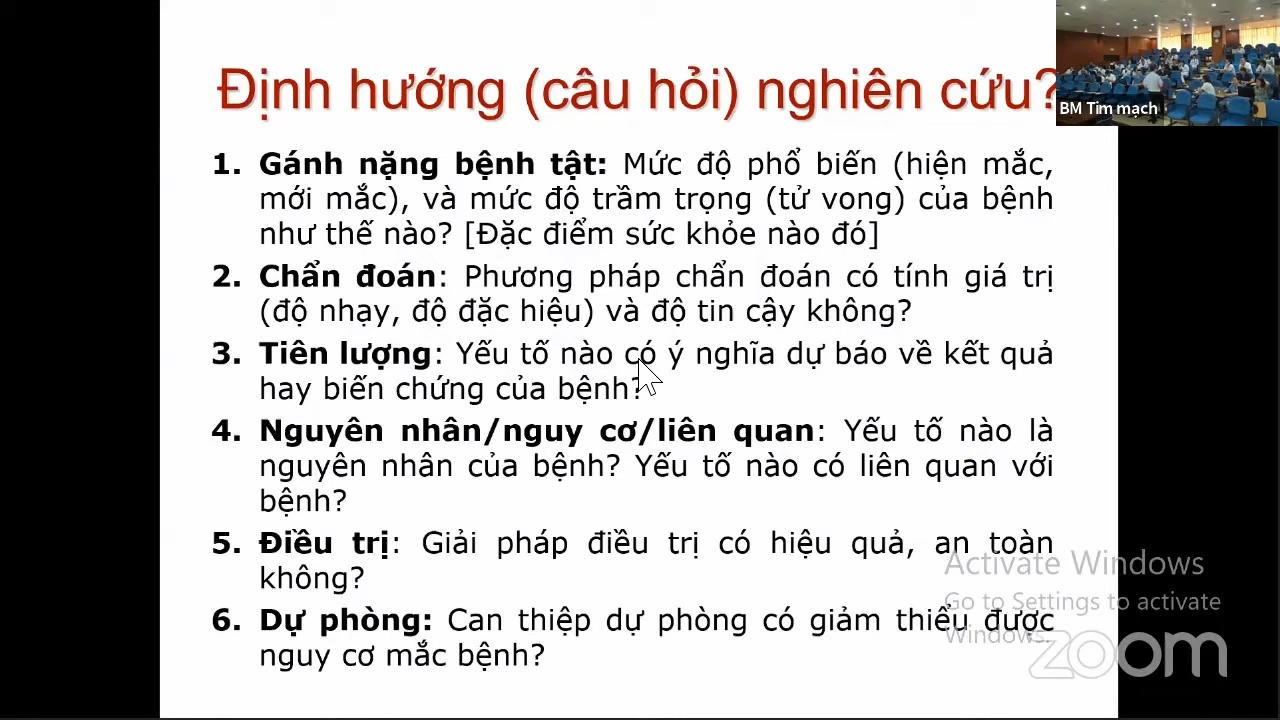 Định hướng (câu hỏi) nghiên cứu?
BM Tim mạch
1. Gánh nặng bệnh tật: Mức độ phổ biến (hiện mắc,
mới mắc), và mức độ trầm trọng (tử vong) của bệnh
như thế nào? [Đặc điểm sức khỏe nào đó]
2. Chẩn đoán: Phương pháp chẩn đoán có tính giá trị
(độ nhạy, độ đặc hiệu) và độ tin cậy không?
3. Tiên lượng: Yếu tố nào có ý nghĩa dự báo về kết quả
hay biến chứng của bệnh?
4. Nguyên nhân/nguy cơ/liên quan: Yếu tố nào là
nguyên nhân của bệnh? Yếu tố nào có liên quan với
bệnh?
5. Điều trị: Giải pháp điều trị có hiệu quả, an toàn
không?
6. Dự phòng: Can thiệp dự phòng có giảm thiểu được
nguy cơ mắc bệnh?
Activate Windows
Go to Settings to activate
Windows.
zoom